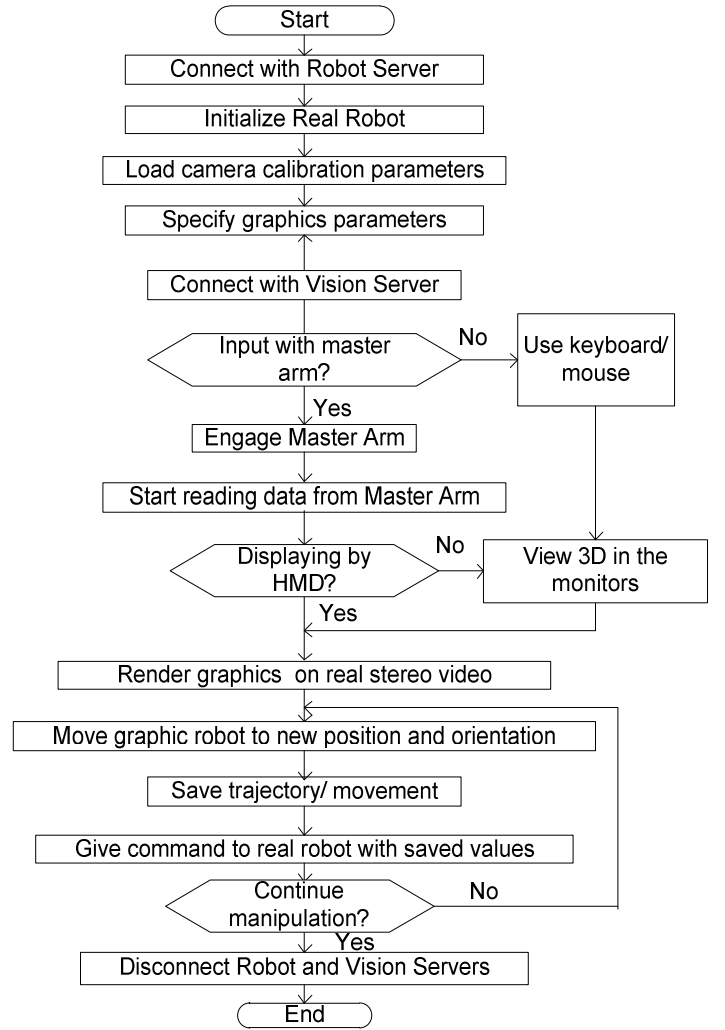 Start
Connect with Robot Server
Initialize Real Robot
Load camera calibration parameters
Specify graphics parameters
Connect with Vision Server
Input with master
arm?
No
Use keyboard/
mouse
Yes
Engage Master Arm
Start reading data from Master Arm
Displaying by
HMD?
No
View 3D in the
monitors
Yes
Render graphics on real stereo video
Move graphic robot to new position and orientation
Save trajectory/ movement
Give command to real robot with saved values
Continue
manipulation?
No
Yes
Disconnect Robot and Vision Servers
End